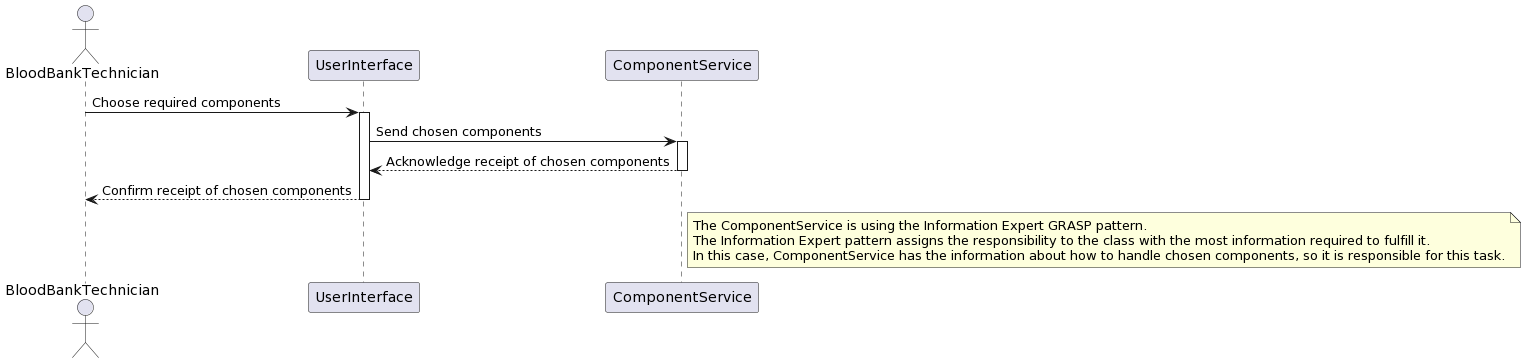 BloodBankTechnician
UserInterface
ComponentService
Choose required components
Send chosen components
Acknowledge receipt of chosen components
Confirm receipt of chosen components
The ComponentService is using the Information Expert GRASP pattern.
The Information Expert pattern assigns the responsibility to the class with the most information required to fulfill it.
In this case, ComponentService has the information about how to handle chosen components, so it is responsible for this task.
BloodBankTechnician
UserInterface
ComponentService